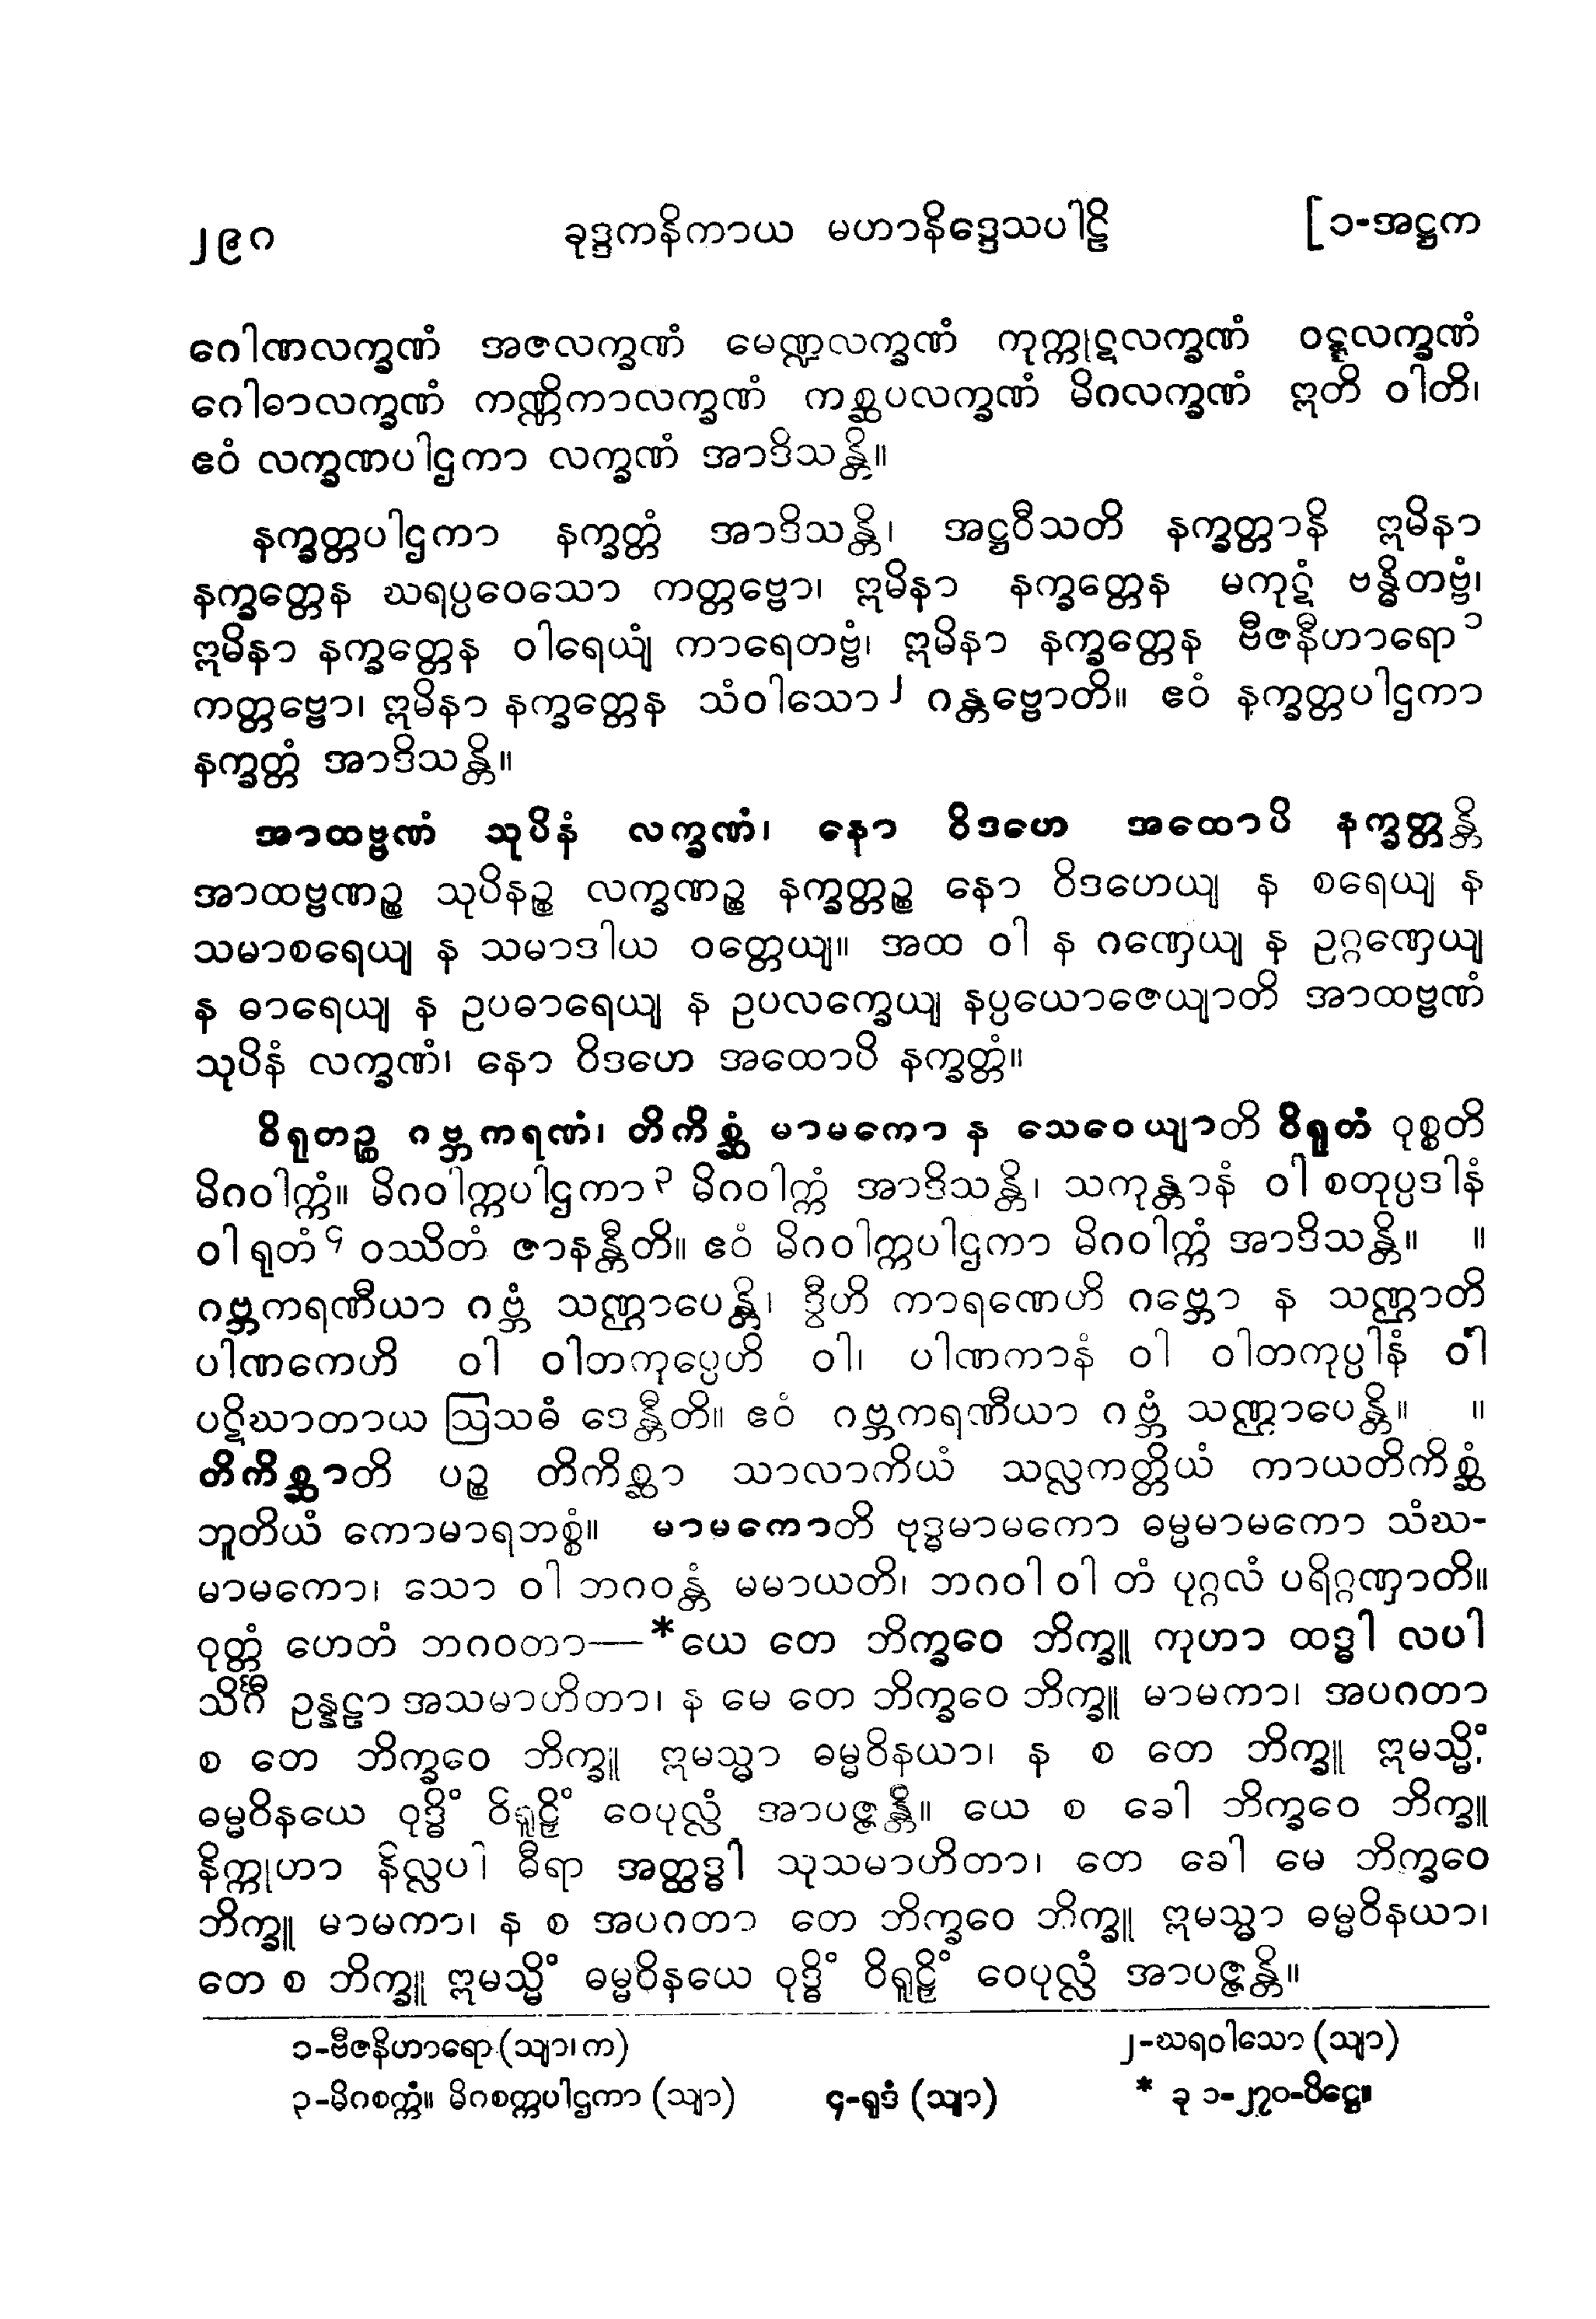 ၂၉ဂ ခုဒ္ဒကနိကာယ မဟာနိဒ္ဒေသပါဠိ [၁-အဋ္ဌက
ဂေါဏလက္ခဏံ အဇလက္ခဏံ မေဏ္ဍလက္ခဏံ ကုက္ကုဋလက္ခဏံ ဝဋ္ဋလက္ခဏံ
ဂေါဓာလက္ခဏံ ကဏ္ဏိကာလက္ခဏံ ကစ္ဆပလက္ခဏံ မိဂလက္ခဏံ ဣတိ ဝါတိ၊
ဧဝံ လက္ခဏပါဌကာ လက္ခဏံ အာဒိသန္တိ။
နက္ခတ္တပါဌကာ နက္ခတ္တံ အာဒိသန္တိ၊ အဋ္ဌဝီသတိ နက္ခတ္တာနိ ဣမိနာ
နက္ခတ္တေန ဃရပ္ပဝေသော ကတ္တဗ္ဗော၊ ဣမိနာ နက္ခတ္တေန မကုဋံ ဗန္ဓိတဗ္ဗံ၊
ဣမိနာ နက္ခတ္တေန ဝါရေယျံ ကာရေတဗ္ဗံ၊ ဣမိနာ နက္ခတ္တေန ဗီဇနီဟာရော ၁
ကတ္တဗ္ဗော၊ ဣမိနာ နက္ခတ္တေန သံဝါသော ၂ ဂန္တဗ္ဗောတိ။ ဧဝံ နက္ခတ္တပါဌကာ
နက္ခတ္တံ အာဒိသန္တိ။
အာထဗ္ဗဏံ သုပိနံ လက္ခဏံ၊ နော ဝိဒဟေ အထောပိ နက္ခတ္တန္တိ
အာထဗ္ဗဏဉ္စ သုပိနဉ္စ လက္ခဏဉ္စ နက္ခတ္တဉ္စ နော ဝိဒဟေယျ န စရေယျ န
သမာစရေယျ န သမာဒါယ ဝတ္တေယျ။ အထ ဝါ န ဂဏှေယျ န ဥဂ္ဂဏှေယျ
န ဓာရေယျ န ဥပဓာရေယျ န ဥပလက္ခေယျ နပ္ပယောဇေယျာတိ အာထဗ္ဗဏံ
သုပိနံ လက္ခဏံ၊ နော ဝိဒဟေ အထောပိ နက္ခတ္တံ။
ဝိရုတဉ္စ ဂဗ္ဘကရဏံ၊ တိကိစ္ဆံ မာမကော န သေဝေယျာတိ ဝိရုတံ ဝုစ္စတိ
မိဂဝါက္ကံ။ မိဂဝါက္ကပါဌကာ ၃ မိဂဝါက္ကံ အာဒိသန္တိ၊ သကုန္တာနံ ဝါ စတုပ္ပဒါနံ
ဝါ ရုတံ ၄ ဝဿိတံ ဇာနန္တီတိ။ ဧဝံ မိဂဝါက္ကပါဌကာ မိဂဝါက္ကံ အာဒိသန္တိ။ ။
ဂဗ္ဘကရဏီယာ ဂဗ္ဘံ သဏ္ဌာပေန္တိ၊ ဒွီဟိ ကာရဏေဟိ ဂဗ္ဘော န သဏ္ဌာတိ
ပါဏကေဟိ ဝါ ဝါတကုပ္ပေဟိ ဝါ၊ ပါဏကာနံ ဝါ ဝါတကုပ္ပါနံ ဝါ
ပဋိဃာတာယ ဩသဓံ ဒေန္တီတိ။ ဧဝံ ဂဗ္ဘကရဏီယာ ဂဗ္ဘံ သဏ္ဌာပေန္တိ။ ။
တိကိစ္ဆာတိ ပဉ္စ တိကိစ္ဆာ သာလာကိယံ သလ္လကတ္တိယံ ကာယတိကိစ္ဆံ
ဘူတိယံ ကောမာရဘစ္စံ။ မာမကောတိ ဗုဒ္ဓမာမကော ဓမ္မမာမကော သံဃ-
မာမကော၊ သော ဝါ ဘဂဝန္တံ မမာယတိ၊ ဘဂဝါ ဝါ တံ ပုဂ္ဂလံ ပရိဂ္ဂဏှာတိ။
ဝုတ္တံ ဟေတံ ဘဂဝတာ—*ယေ တေ ဘိက္ခဝေ ဘိက္ခူ ကုဟာ ထဒ္ဓါ လပါ
သိင်္ဂီ ဥန္နဠာ အသမာဟိတာ၊ န မေ တေ ဘိက္ခဝေ ဘိက္ခူ မာမကာ၊ အပဂတာ
စ တေ ဘိက္ခဝေ ဘိက္ခူ ဣမသ္မာ ဓမ္မဝိနယာ၊ န စ တေ ဘိက္ခူ ဣမသ္မိံ
ဓမ္မဝိနယေ ဝုဒ္ဓိံ ဝိရူဠှိံ ဝေပုလ္လံ အာပဇ္ဇန္တိ။ ယေ စ ခေါ ဘိက္ခဝေ ဘိက္ခူ
နိက္ကုဟာ နိလ္လပါ ဓီရာ အတ္ထဒ္ဓါ သုသမာဟိတာ၊ တေ ခေါ မေ ဘိက္ခဝေ
ဘိက္ခူ မာမကာ၊ န စ အပဂတာ တေ ဘိက္ခဝေ ဘိက္ခူ ဣမသ္မာ ဓမ္မဝိနယာ၊
တေ စ ဘိက္ခူ ဣမသ္မိံ ဓမ္မဝိနယေ ဝုဒ္ဓိံ ဝိရူဠှိံ ဝေပုလ္လံ အာပဇ္ဇန္တိ။
၁-ဗီဇနိဟာရော (သျာ၊ က) ၂-ဃရဝါသော (သျာ)
၃-မိဂစက္ကံ။ မိဂစက္ကပါဌကာ (သျာ) ၄-ရုဒံ (သျာ) * ခု ၁-၂၇၀-ပိဋ္ဌေ။